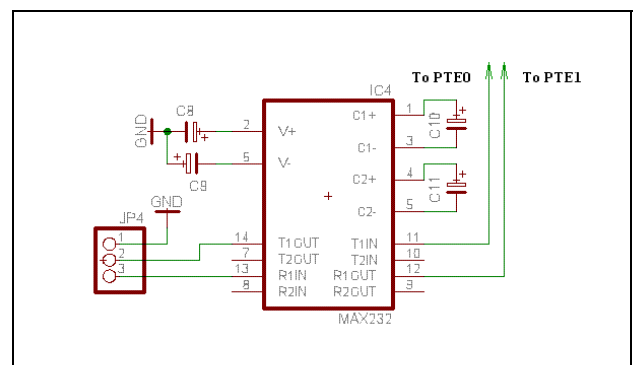 To PTE0
To PTE1
IC4
C8
GND
2
V+
C1+
1
C10
C1-
3
6
V-
C9
C2+
4
C11
C2-
5
GND
JP4
1
2
3
14
T1OUT
T1IN
11
7
T2OUT
T2IN
10
13
R1IN
R1OUT
12
8
R2IN
R2OUT
9
MAX232